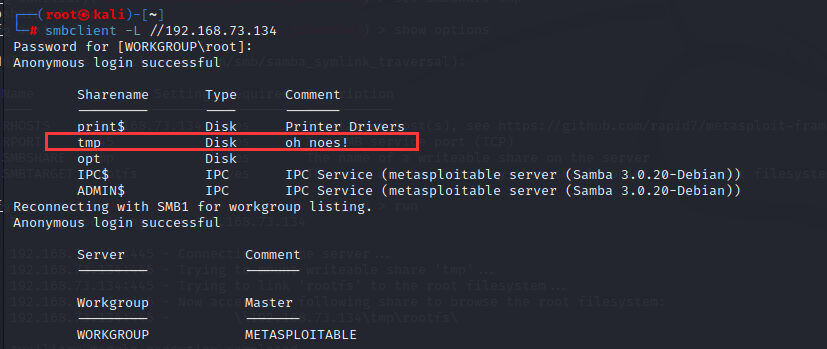 ┌──(root㉿kali)-[~]
└─# smbclient -L //192.168.73.134
Password for [WORKGROUP\root]:
Anonymous login successful
Sharename Type Comment
--------- ---- -------
print$ Disk Printer Drivers
tmp Disk oh noes!
opt Disk
IPC$ IPC IPC Service (metasploitable server (Samba 3.0.20-Debian))
ADMIN$ IPC IPC Service (metasploitable server (Samba 3.0.20-Debian))
Reconnecting with SMB1 for workgroup listing.
Anonymous login successful
Server Comment
--------- -------
Workgroup Master
--------- -------
WORKGROUP METASPLOITABLE